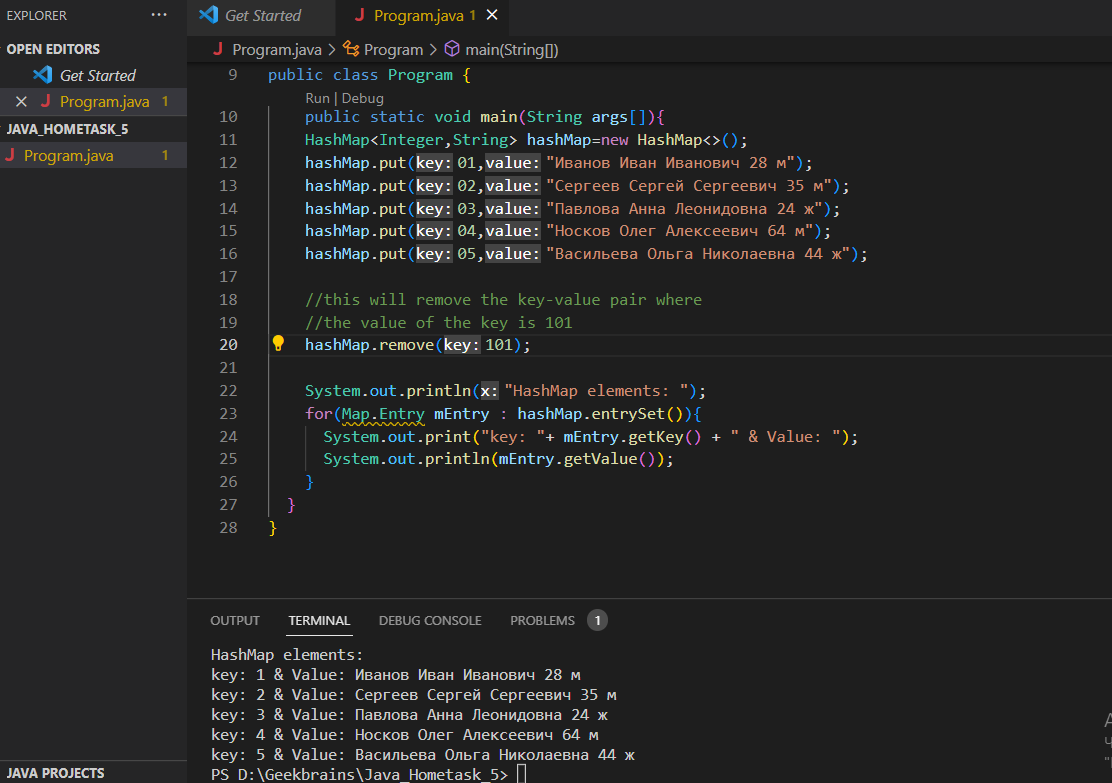 EXPLORER ...
OPEN EDITORS
Get Started
Program.java 1
JAVA_HOMETASK_5
Program.java 1
JAVA PROJECTS
Get Started Program.java 1
Program.java > Program > main(String[])
9 public class Program {
Run | Debug
10 public static void main(String args[]){
11 HashMap<Integer,String> hashMap=new HashMap<>();
12 hashMap.put(key:01,value:"Иванов Иван Иванович 28 м");
13 hashMap.put(key:02,value:"Сергеев Сергей Сергеевич 35 м");
14 hashMap.put(key:03,value:"Павлова Анна Леонидовна 24 ж");
15 hashMap.put(key:04,value:"Носков Олег Алексеевич 64 м");
16 hashMap.put(key:05,value:"Васильева Ольга Николаевна 44 ж");
17
18 //this will remove the key-value pair where
19 //the value of the key is 101
20 hashMap.remove(key:101);
21
22 System.out.println(x:"HashMap elements: ");
23 for(Map.Entry mEntry : hashMap.entrySet()){
24 System.out.print("key: "+ mEntry.getKey() + " & Value: ");
25 System.out.println(mEntry.getValue());
26 }
27 }
28 }
OUTPUT TERMINAL DEBUG CONSOLE PROBLEMS 1
HashMap elements:
key: 1 & Value: Иванов Иван Иванович 28 м
key: 2 & Value: Сергеев Сергей Сергеевич 35 м
key: 3 & Value: Павлова Анна Леонидовна 24 ж
key: 4 & Value: Носков Олег Алексеевич 64 м
key: 5 & Value: Васильева Ольга Николаевна 44 ж
PS D:\Geekbrains\Java_Hometask_5>